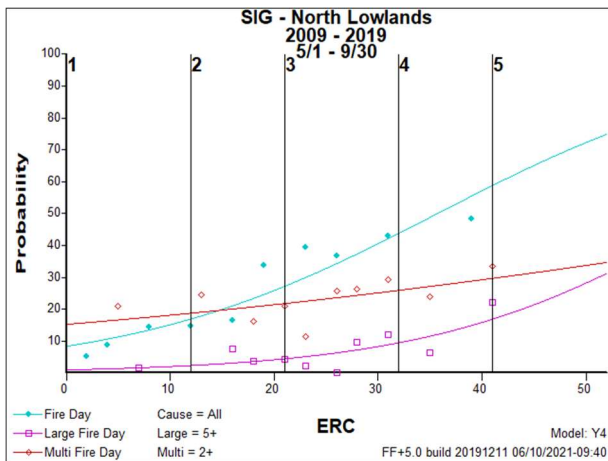 SIG - North Lowlands
2009 - 2019
5/1 - 9/30
1 2 3 4 5
100
90
80
70
60
50
40
30
20
10
Probability
0 10 20 30 40 50
ERC
Fire Day Cause = All
Large Fire Day Large = 5+
Multi Fire Day Multi = 2+
Model: Y4
FF+5.0 build 20191211 06/10/2021-09:40